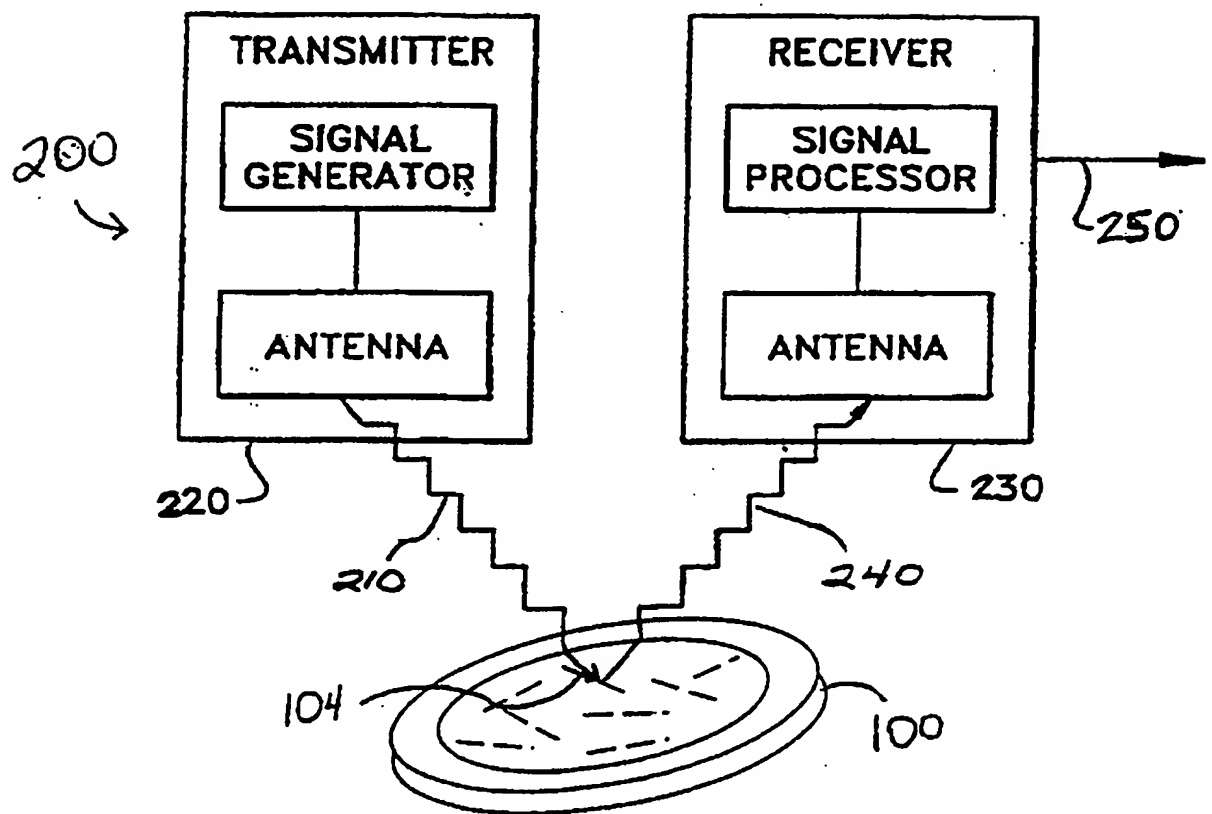 TRANSMITTER
SIGNAL
GENERATOR
ANTENNA
RECEIVER
SIGNAL
PROCESSOR
ANTENNA
200
250
220
230
210
240
104
100